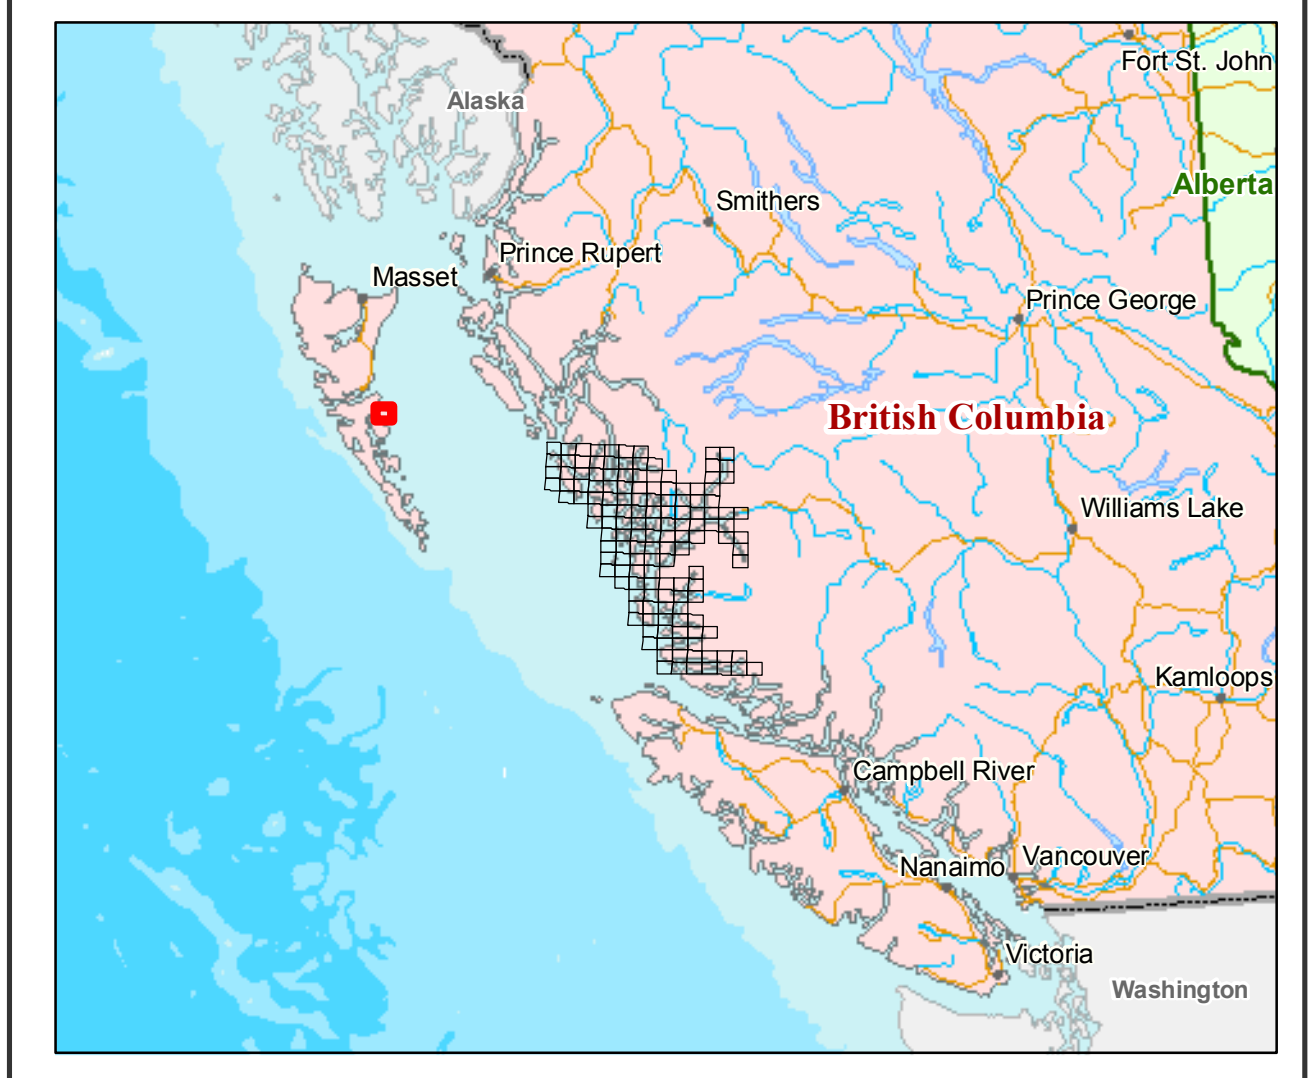 Fort St. John
Alaska
Alberta
Smithers
Prince Rupert
Masset
Prince George
British Columbia
Williams Lake
Kamloops
Campbell River
Vancouver
Nanaimo
Victoria
Washington